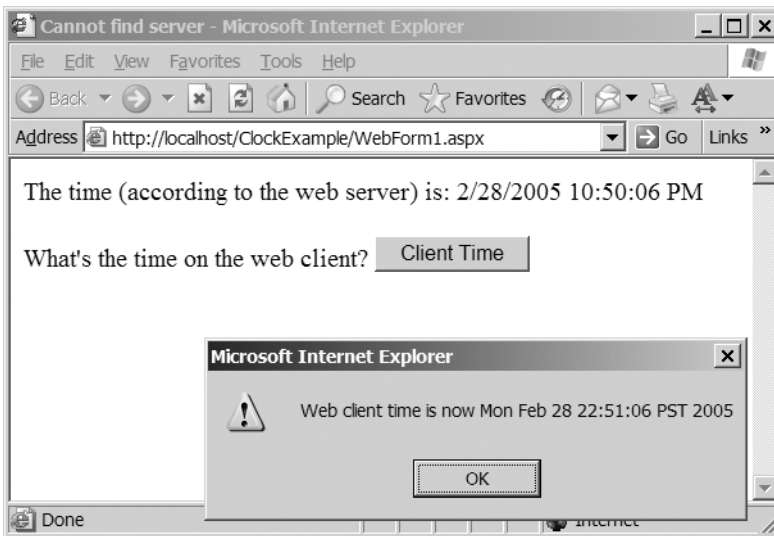 Cannot find server - Microsoft Internet Explorer
File Edit View Favorites Tools Help
Back Search Favorites
Address http://localhost/ClockExample/WebForm1.aspx Go Links »
The time (according to the web server) is: 2/28/2005 10:50:06 PM
What's the time on the web client? Client Time
Microsoft Internet Explorer
Web client time is now Mon Feb 28 22:51:06 PST 2005
OK
Done Internet